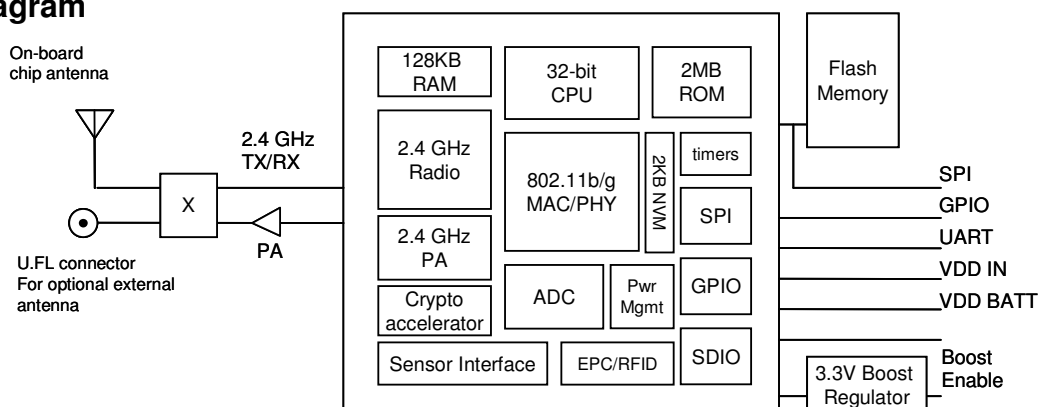 agram
On-board
chip antenna
2.4 GHz
TX/RX
X
PA
U.FL connector
For optional external
antenna
128KB
RAM
32-bit
CPU
2MB
ROM
2.4 GHz
Radio
802.11b/g
MAC/PHY
2KB NVM
timers
SPI
2.4 GHz
PA
ADC
Pwr
Mgmt
GPIO
Crypto
accelerator
Sensor Interface
EPC/RFID
SDIO
Flash
Memory
SPI
GPIO
UART
VDD IN
VDD BATT
Boost
Enable
3.3V Boost
Regulator